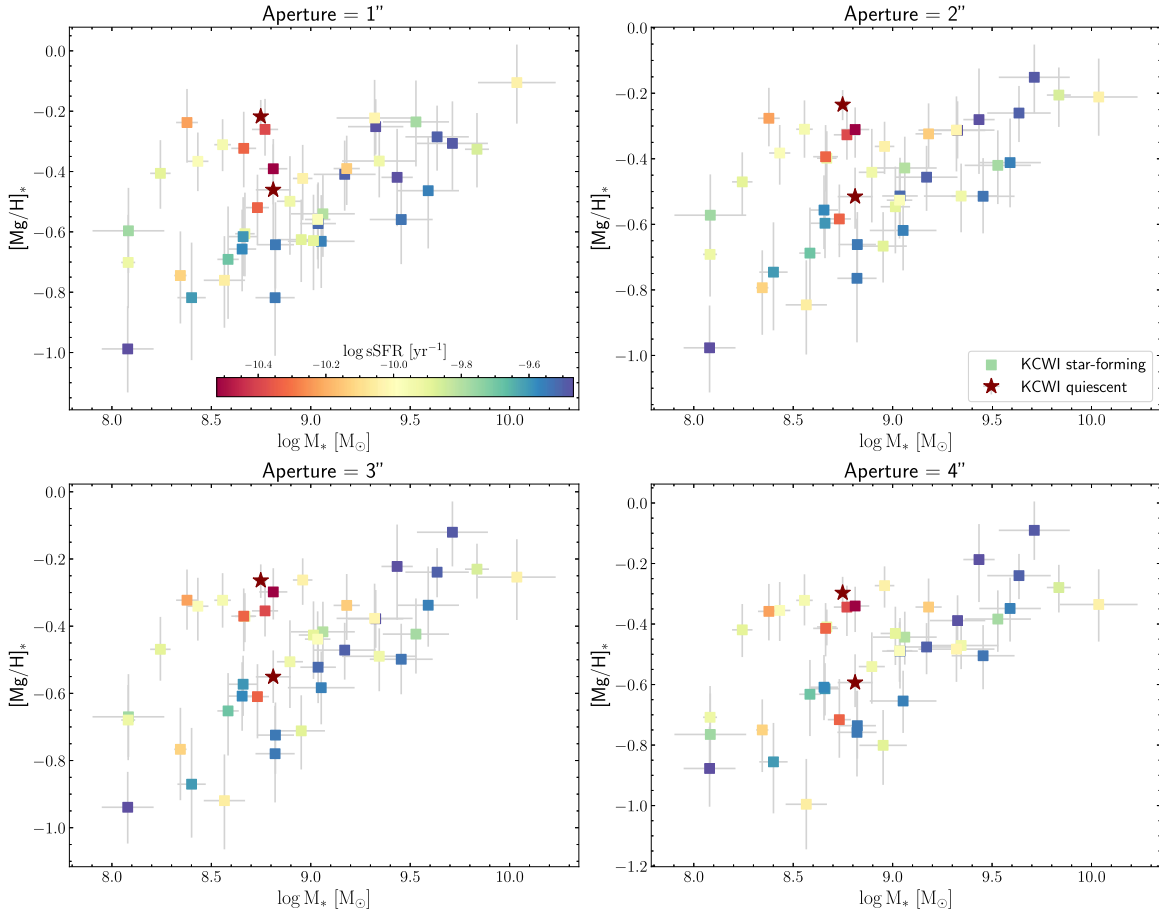 Aperture = 1”
Aperture = 2”
0.0
−0.2
−0.4
−0.6
−0.8
−1.0
[Mg/H]*
log sSFR [yr−1]
−10.4 −10.2 −10.0 −9.8 −9.6
8.0 8.5 9.0 9.5 10.0
log M* [M⊙]
0.0
−0.2
−0.4
−0.6
−0.8
−1.0
[Mg/H]*
KCWI star-forming
KCWI quiescent
8.0 8.5 9.0 9.5 10.0
log M* [M⊙]
Aperture = 3”
Aperture = 4”
0.0
−0.2
−0.4
−0.6
−0.8
−1.0
[Mg/H]*
8.0 8.5 9.0 9.5 10.0
log M* [M⊙]
0.0
−0.2
−0.4
−0.6
−0.8
−1.0
−1.2
[Mg/H]*
8.0 8.5 9.0 9.5 10.0
log M* [M⊙]